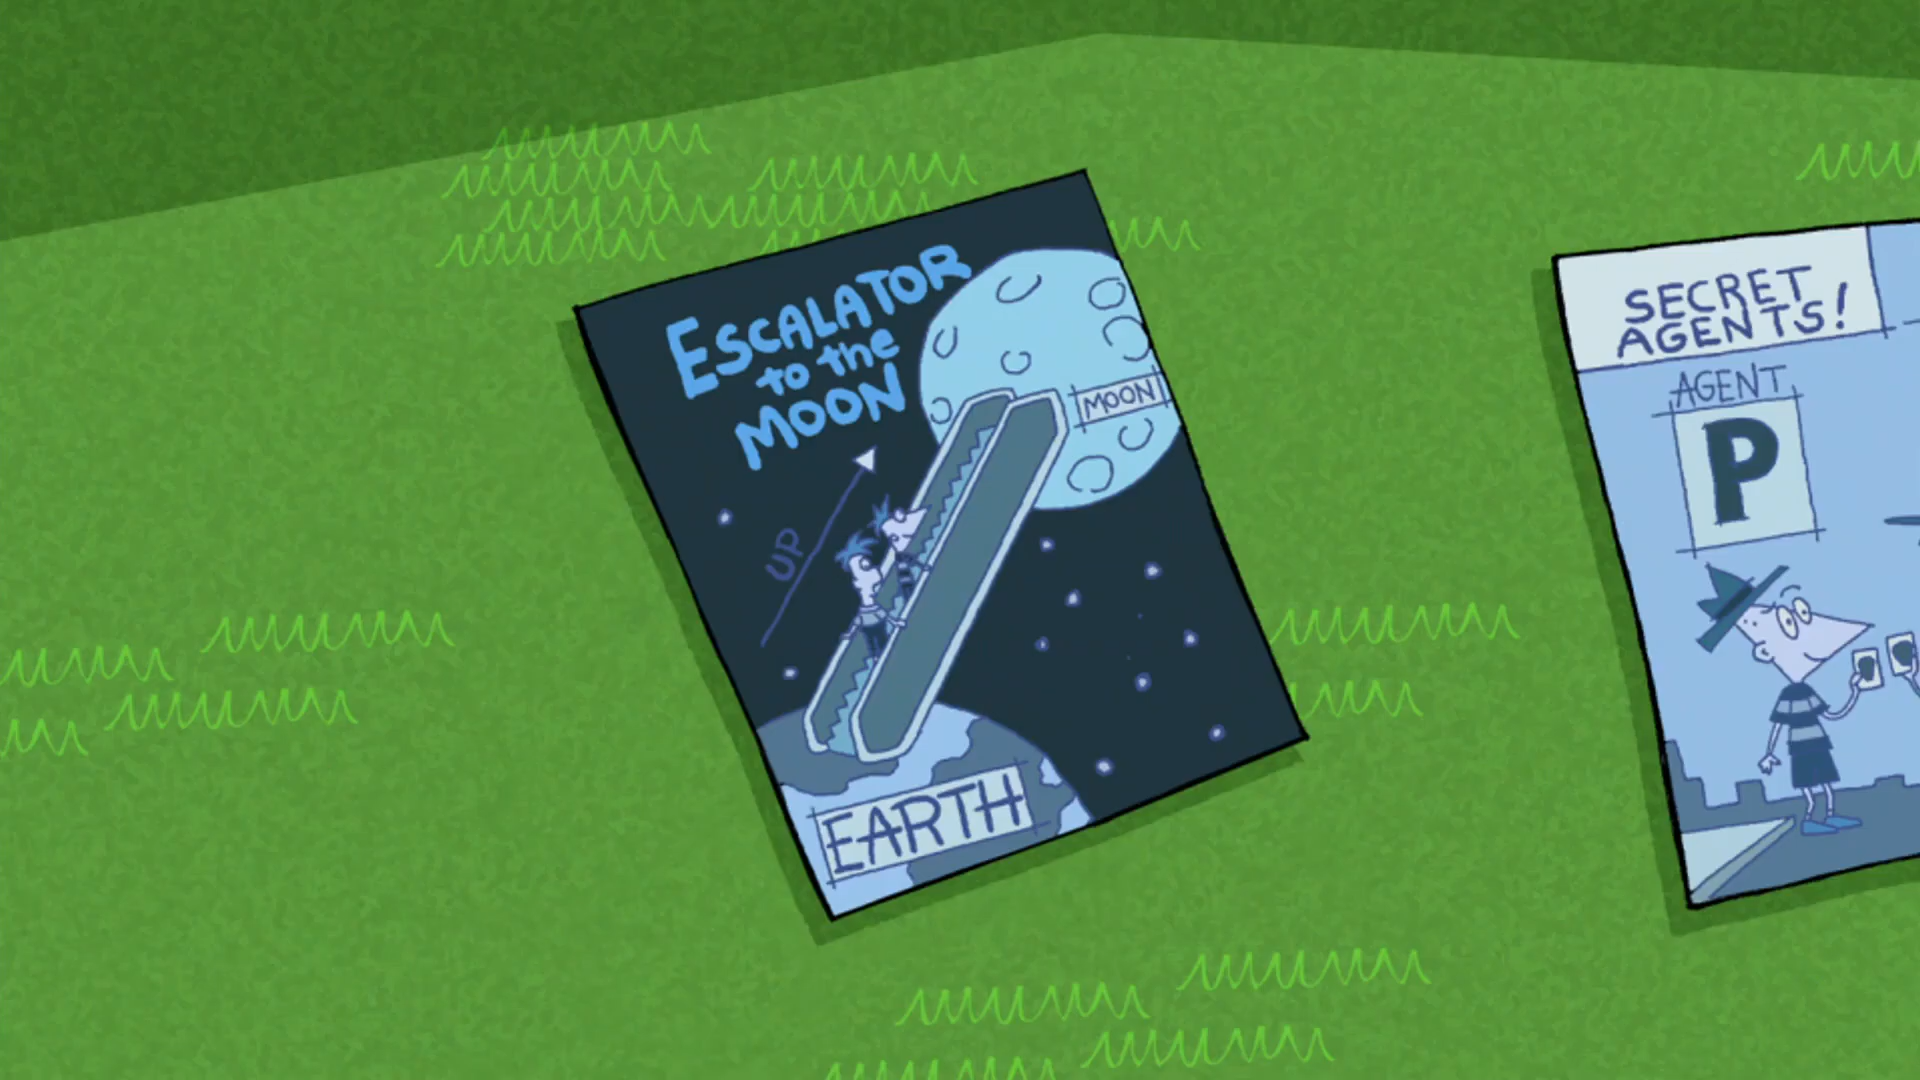 ESCALATOR
to the
MOON
MOON
UP
EARTH
SECRET
AGENTS!
AGENT
P